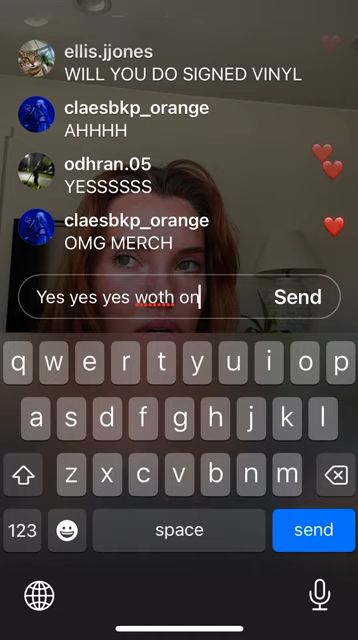 ellis.jjones
WILL YOU DO SIGNED VINYL
claesbkp_orange
AHHHH
odhran.05
YESSSSSS
claesbkp_orange
OMG MERCH
Yes yes yes woth on Send
q w e r t y u i o p
a s d f g h j k l
z x c v b n m
123 space send